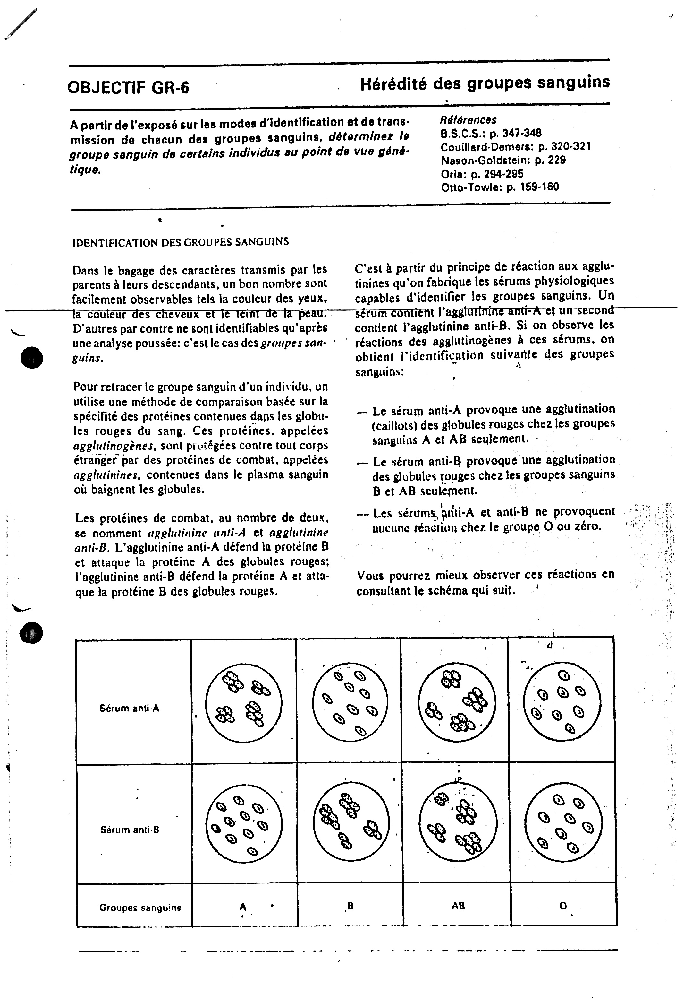 OBJECTIF GR-6
Hérédité des groupes sanguins
A partir de l'exposé sur les modes d'identification et de trans-
mission de chacun des groupes sanguins, déterminez le
groupe sanguin de certains individus au point de vue géné-
tique.
Références
B.S.C.S.: p. 347-348
Couillard-Demers: p. 320-321
Nason-Goldstein: p. 229
Oria: p. 294-295
Otto-Towle: p. 159-160
IDENTIFICATION DES GROUPES SANGUINS
Dans le bagage des caractères transmis par les
parents à leurs descendants, un bon nombre sont
facilement observables tels la couleur des yeux,
la couleur des cheveux et le teint de la peau.
D'autres par contre ne sont identifiables qu'après
une analyse poussée: c'est le cas des groupes san-
guins.
Pour retracer le groupe sanguin d'un individu, on
utilise une méthode de comparaison basée sur la
spécifité des protéines contenues dans les globu-
les rouges du sang. Ces protéines, appelées
agglutinogènes, sont protégées contre tout corps
étranger par des protéines de combat, appelées
agglutinines, contenues dans le plasma sanguin
où baignent les globules.
Les protéines de combat, au nombre de deux,
se nomment agglutinine anti-A et agglutinine
anti-B. L'agglutinine anti-A défend la protéine B
et attaque la protéine A des globules rouges;
l'agglutinine anti-B défend la protéine A et atta-
que la protéine B des globules rouges.
C'est à partir du principe de réaction aux agglu-
tinines qu'on fabrique les sérums physiologiques
capables d'identifier les groupes sanguins. Un
sérum contient l'agglutinine anti-A et un second
contient l'agglutinine anti-B. Si on observe les
réactions des agglutinogènes à ces sérums, on
obtient l'identification suivante des groupes
sanguins:
— Le sérum anti-A provoque une agglutination
(caillots) des globules rouges chez les groupes
sanguins A et AB seulement.
— Le sérum anti-B provoque une agglutination
des globules rouges chez les groupes sanguins
B et AB seulement.
— Les sérums anti-A et anti-B ne provoquent
aucune réaction chez le groupe O ou zéro.
Vous pourrez mieux observer ces réactions en
consultant le schéma qui suit.
Sérum anti-A
Sérum anti-B
Groupes sanguins A B AB O